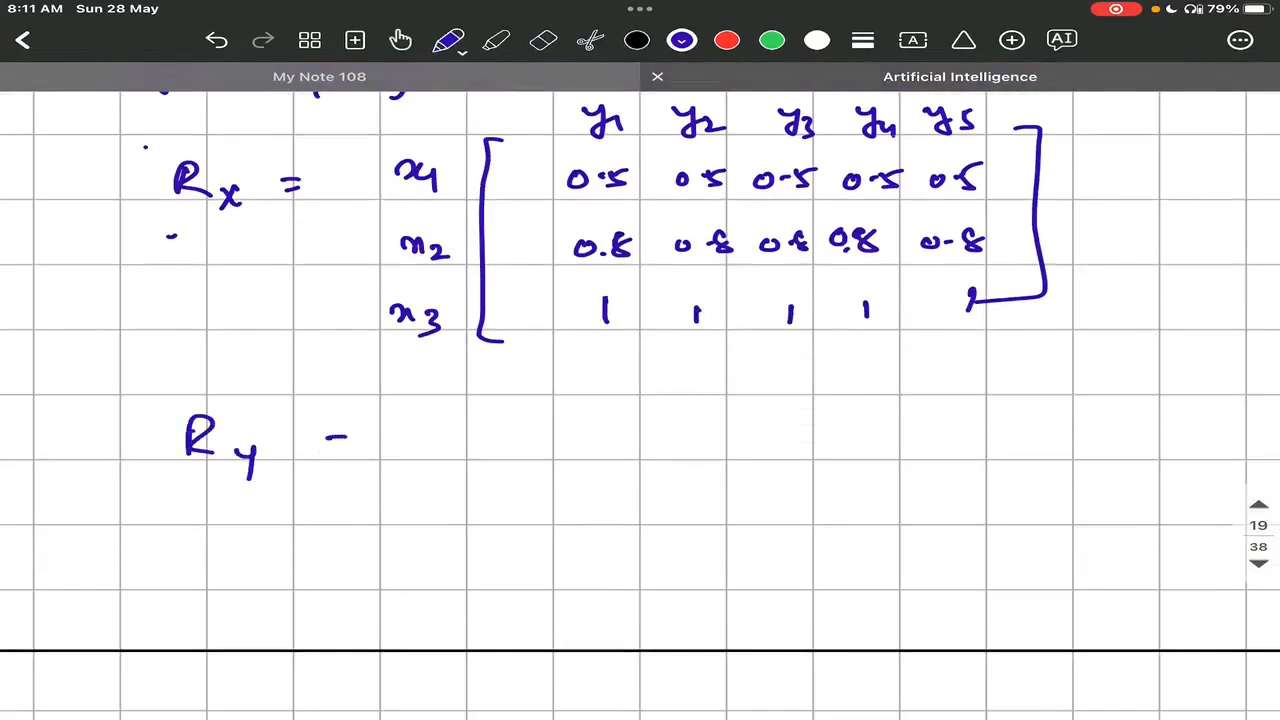 8:11 AM Sun 28 May 79%
A AI
My Note 108 Artificial Intelligence
y1 y2 y3 y4 y5
Rx = x1 0.5 0.5 0.5 0.5 0.5
x2 0.8 0.8 0.8 0.8 0.8
x3 1 1 1 1
Ry -
19
38